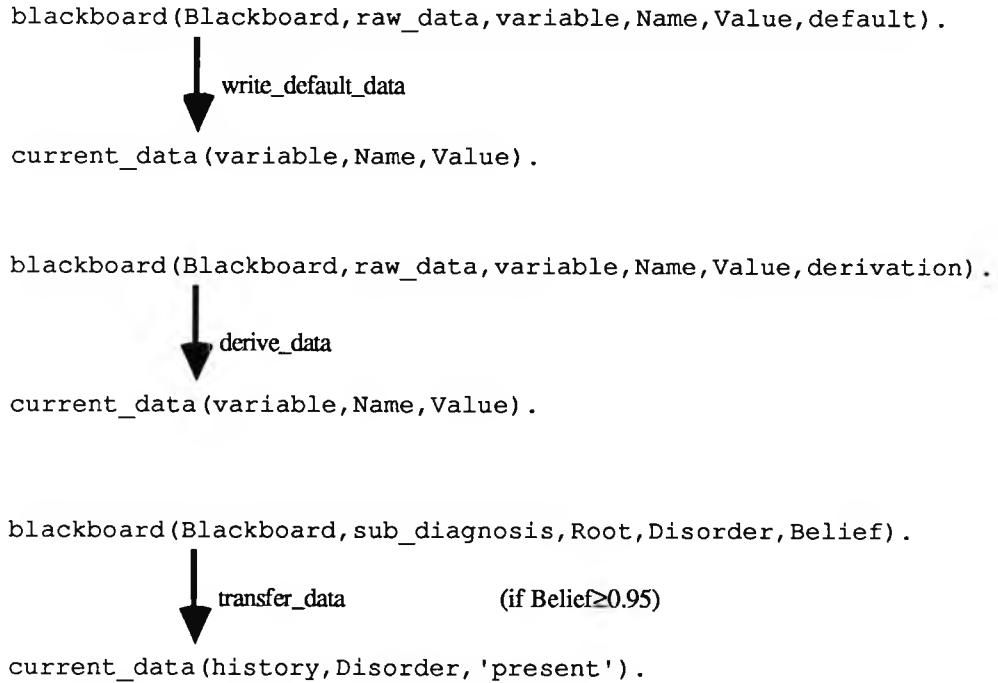 blackboard(Blackboard,raw_data,variable,Name,Value,default).
write_default_data
current_data(variable,Name,Value).
blackboard(Blackboard,raw_data,variable,Name,Value,derivation).
derive_data
current_data(variable,Name,Value).
blackboard(Blackboard,sub_diagnosis,Root,Disorder,Belief).
transfer_data (if Belief≥0.95)
current_data(history,Disorder,'present').